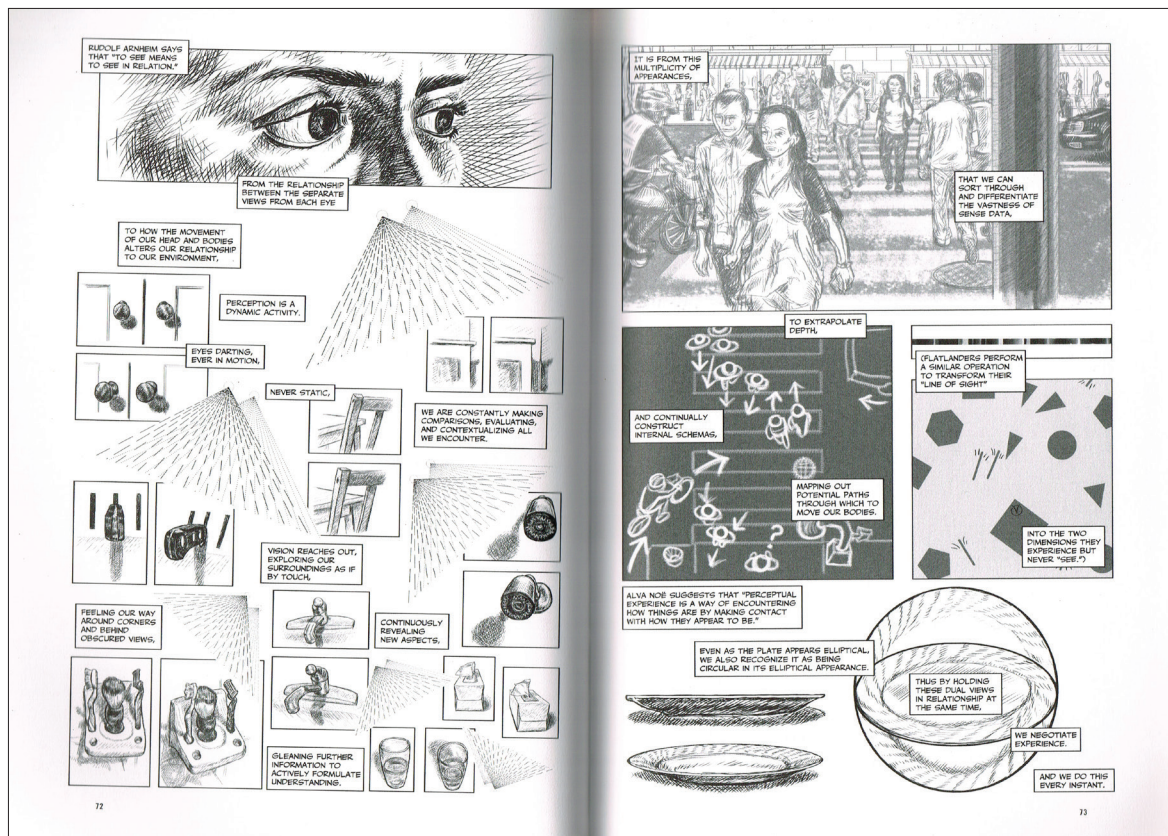 RUDOLF ARNHEIM SAYS
THAT "TO SEE MEANS
TO SEE IN RELATION."
FROM THE RELATIONSHIP
BETWEEN THE SEPARATE
VIEWS FROM EACH EYE
TO HOW THE MOVEMENT
OF OUR HEAD AND BODIES
ALTERS OUR RELATIONSHIP
TO OUR ENVIRONMENT,
PERCEPTION IS A
DYNAMIC ACTIVITY.
EYES DARTING,
EVER IN MOTION,
NEVER STATIC,
WE ARE CONSTANTLY MAKING
COMPARISONS, EVALUATING,
AND CONTEXTUALIZING ALL
WE ENCOUNTER.
VISION REACHES OUT,
EXPLORING OUR
SURROUNDINGS AS IF
BY TOUCH,
FEELING OUR WAY
AROUND CORNERS
AND BEHIND
OBSCURED VIEWS,
CONTINUOUSLY
REVEALING
NEW ASPECTS,
GLEANING FURTHER
INFORMATION TO
ACTIVELY FORMULATE
UNDERSTANDING.
72
IT IS FROM THIS
MULTIPLICITY OF
APPEARANCES,
THAT WE CAN
SORT THROUGH
AND DIFFERENTIATE
THE VASTNESS OF
SENSE DATA,
TO EXTRAPOLATE
DEPTH,
AND CONTINUALLY
CONSTRUCT
INTERNAL SCHEMAS,
MAPPING OUT
POTENTIAL PATHS
THROUGH WHICH TO
MOVE OUR BODIES.
?
(FLATLANDERS PERFORM
A SIMILAR OPERATION
TO TRANSFORM THEIR
"LINE OF SIGHT"
INTO THE TWO
DIMENSIONS THEY
EXPERIENCE BUT
NEVER "SEE.")
ALVA NOË SUGGESTS THAT "PERCEPTUAL
EXPERIENCE IS A WAY OF ENCOUNTERING
HOW THINGS ARE BY MAKING CONTACT
WITH HOW THEY APPEAR TO BE."
EVEN AS THE PLATE APPEARS ELLIPTICAL,
WE ALSO RECOGNIZE IT AS BEING
CIRCULAR IN ITS ELLIPTICAL APPEARANCE.
THUS BY HOLDING
THESE DUAL VIEWS
IN RELATIONSHIP AT
THE SAME TIME,
WE NEGOTIATE
EXPERIENCE.
AND WE DO THIS
EVERY INSTANT.
73